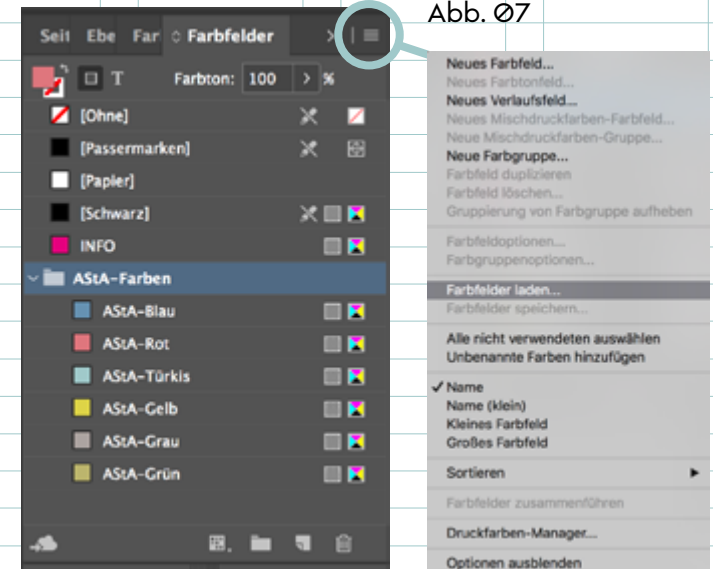 Abb. 07
Seit Ebe Far Farbfelder
T Farbton: 100 > %
[Ohne]
[Passermarken]
[Papier]
[Schwarz]
INFO
AStA-Farben
AStA-Blau
AStA-Rot
AStA-Türkis
AStA-Gelb
AStA-Grau
AStA-Grün
Neues Farbfeld...
Neues Farbtonfeld...
Neues Verlaufsfeld...
Neues Mischdruckfarben-Farbfeld...
Neue Mischdruckfarben-Gruppe...
Neue Farbgruppe...
Farbfeld duplizieren
Farbfeld löschen...
Gruppierung von Farbgruppe aufheben
Farbfeldoptionen...
Farbgruppenoptionen...
Farbfelder laden...
Farbfelder speichern...
Alle nicht verwendeten auswählen
Unbenannte Farben hinzufügen
✓ Name
Name (klein)
Kleines Farbfeld
Großes Farbfeld
Sortieren
Farbfelder zusammenführen
Druckfarben-Manager...
Optionen ausblenden